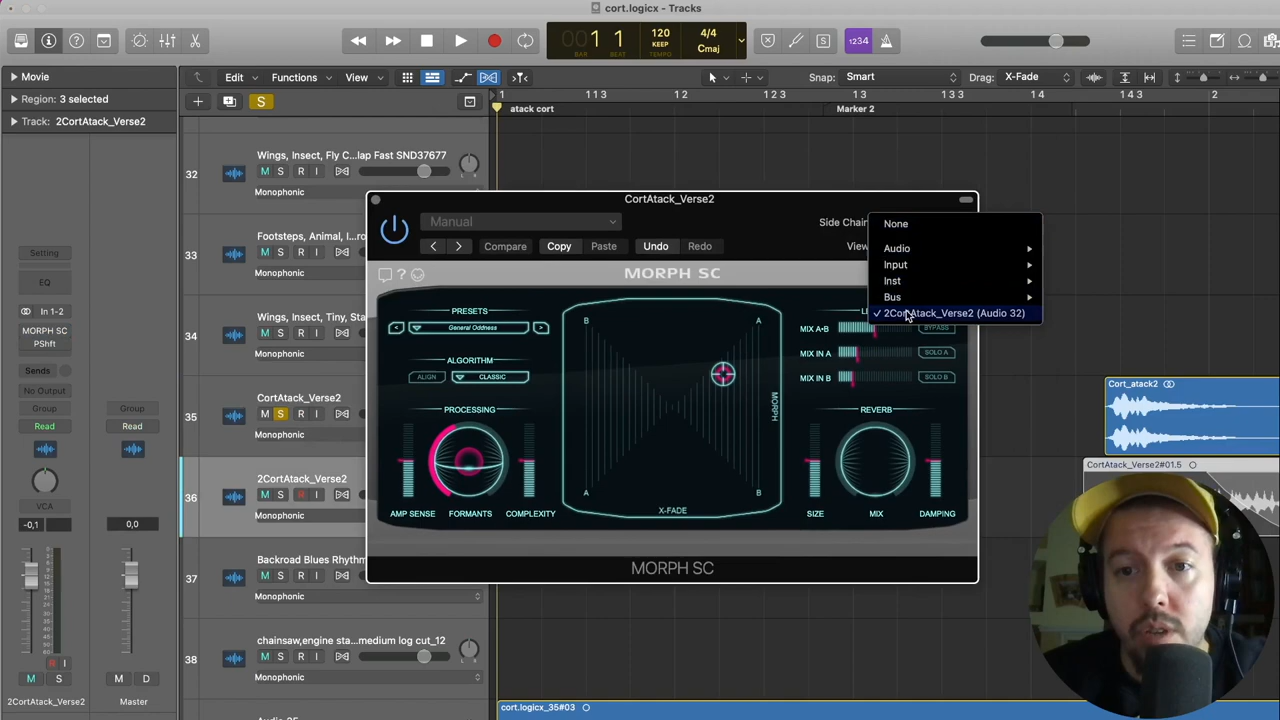 cort.logicx - Tracks
001 1
BAR BEAT
120
KEEP
TEMPO
4/4
Cmaj
1234
Movie
Region: 3 selected
Track: 2CortAtack_Verse2
Edit Functions View
Snap: Smart
Drag: X-Fade
S
1 1 1 3 1 2 1 2 3 1 3 1 3 3 1 4 1 4 3 2
atack cort
Marker 2
32
Wings, Insect, Fly C...lap Fast SND37677
M S R I
L R
Monophonic
33
Footsteps, Animal, I...
M S R I
Monophonic
34
Wings, Insect, Tiny, Sta
M S R I
Monophonic
35
CortAtack_Verse2
M S R I
Monophonic
36
2CortAtack_Verse2
M S R I
Monophonic
37
Backroad Blues Rhythm
M S R I
Monophonic
38
chainsaw,engine sta...medium log cut_12
M S R I
L R
Monophonic
Setting
EQ
In 1-2
MORPH SC
PShft
Sends
No Output
Group
Group
Read
Read
VCA
-0,1
0,0
R I
M S
M D
2CortAtack_Verse2
Master
CortAtack_Verse2
Manual
Side Chain
Compare
Copy
Paste
Undo
Redo
View
None
Audio
Input
Inst
Bus
✓ 2CortAtack_Verse2 (Audio 32)
MORPH SC
PRESETS
General Oddness
ALGORITHM
ALIGN
CLASSIC
PROCESSING
AMP SENSE
FORMANTS
COMPLEXITY
B
A
MORPH
A
B
X-FADE
MIX A•B
BYPASS
MIX IN A
SOLO A
MIX IN B
SOLO B
REVERB
SIZE
MIX
DAMPING
MORPH SC
Cort_atack2
CortAtack_Verse2#01.5
cort.logicx_35#03